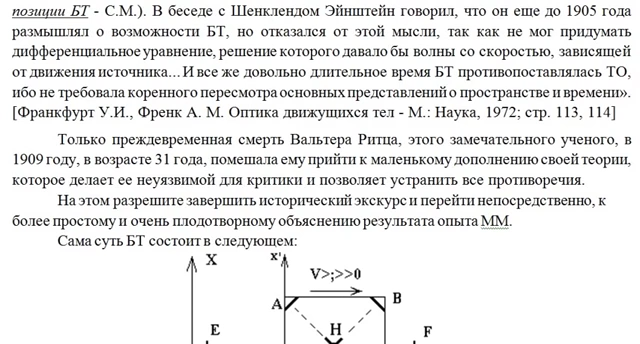 позиции БТ - С.М.). В беседе с Шенклендом Эйнштейн говорил, что он еще до 1905 года
размышлял о возможности БТ, но отказался от этой мысли, так как не мог придумать
дифференциальное уравнение, решение которого давало бы волны со скоростью, зависящей
от движения источника... И все же довольно длительное время БТ противопоставлялась ТО,
ибо не требовала коренного пересмотра основных представлений о пространстве и времени».
[Франкфурт У.И., Френк А. М. Оптика движущихся тел - М.: Наука, 1972; стр. 113, 114]
Только преждевременная смерть Вальтера Ритца, этого замечательного ученого, в
1909 году, в возрасте 31 года, помешала ему прийти к маленькому дополнению своей теории,
которое делает ее неуязвимой для критики и позволяет устранить все противоречия.
На этом разрешите завершить исторический экскурс и перейти непосредственно, к
более простому и очень плодотворному объяснению результата опыта ММ.
Сама суть БТ состоит в следующем:
X x' V>;>>0
A B
E H F